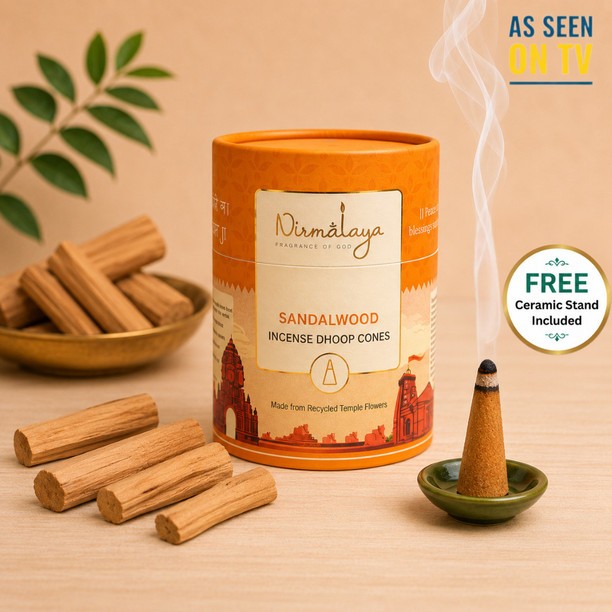 AS SEEN
ON TV
Nirmalaya
FRAGRANCE OF GOD
SANDALWOOD
INCENSE DHOOP CONES
Made from Recycled Temple Flowers
blessings
FREE
Ceramic Stand
Included